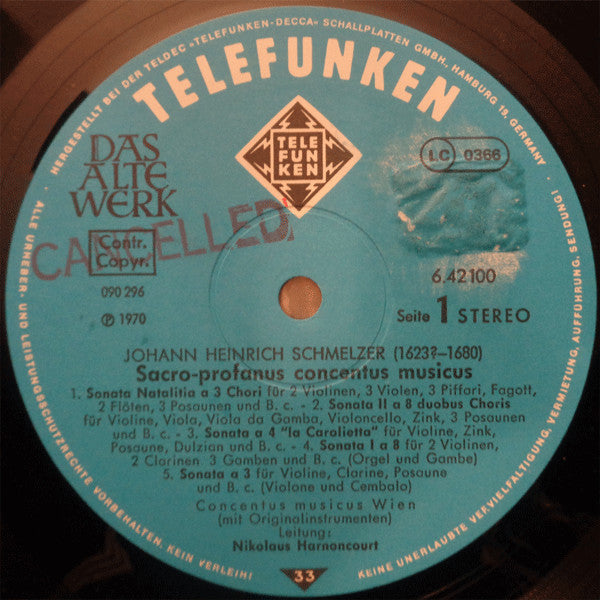 HERGESTELLT BEI DER TELDEC »TELEFUNKEN-DECCA« SCHALLPLATTEN GMBH, HAMBURG 19, GERMANY
TELEFUNKEN
TELE
FUN
KEN
DAS
ALTE
WERK
LC 0366
CANCELLED
Contr.
Copyr.
090 296
℗ 1970
6.42100
Seite 1 STEREO
JOHANN HEINRICH SCHMELZER (1623?–1680)
Sacro-profanus concentus musicus
1. Sonata Natalitia a 3 Chori für 2 Violinen, 3 Violen, 3 Piffari, Fagott,
2 Flöten, 3 Posaunen und B. c. - 2. Sonata II a 8 duobus Choris
für Violine, Viola, Viola da Gamba, Violoncello, Zink, 3 Posaunen
und B. c. - 3. Sonata a 4 "la Carolietta" für Violine, Zink,
Posaune, Dulzian und B. c. - 4. Sonata I a 8 für 2 Violinen,
2 Clarinen, 3 Gamben und B. c. (Orgel und Gambe)
5. Sonata a 3 für Violine, Clarine, Posaune
und B. c. (Violone und Cembalo)
Concentus musicus Wien
(mit Originalinstrumenten)
Leitung:
Nikolaus Harnoncourt
33
ALLE URHEBER- UND LEISTUNGSSCHUTZRECHTE VORBEHALTEN. KEIN VERLEIH!
KEINE UNERLAUBTE VERVIELFÄLTIGUNG, VERMIETUNG, AUFFÜHRUNG, SENDUNG!